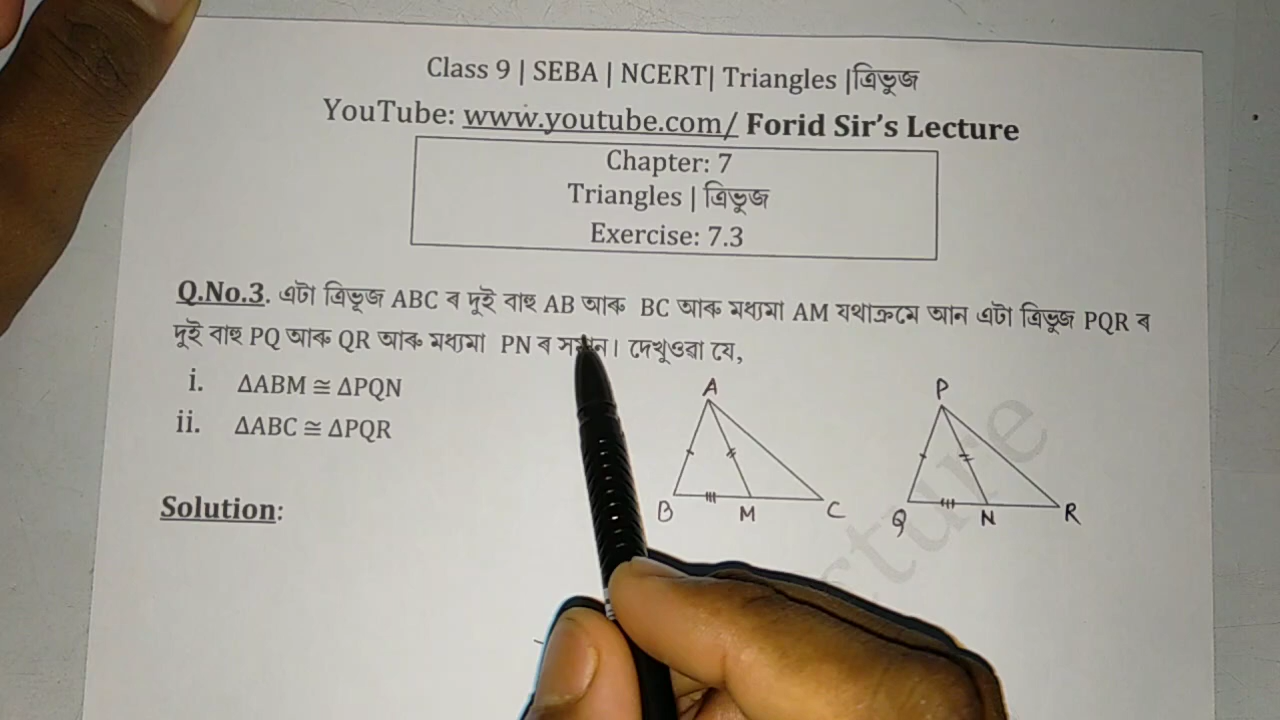 Class 9 | SEBA | NCERT| Triangles |ত্রিভূজ
YouTube: www.youtube.com/ Forid Sir’s Lecture
Chapter: 7
Triangles | ত্রিভূজ
Exercise: 7.3
Q.No.3. এটা ত্রিভূজ ABC ৰ দুই বাহু AB আৰু BC আৰু মধ্যমা AM যথাক্ৰমে আন এটা ত্রিভূজ PQR ৰ
দুই বাহু PQ আৰু QR আৰু মধ্যমা PN ৰ । দেখুওৱা যে,
i. ΔABM ≅ ΔPQN
ii. ΔABC ≅ ΔPQR
A P
B M C Q N R
Solution: